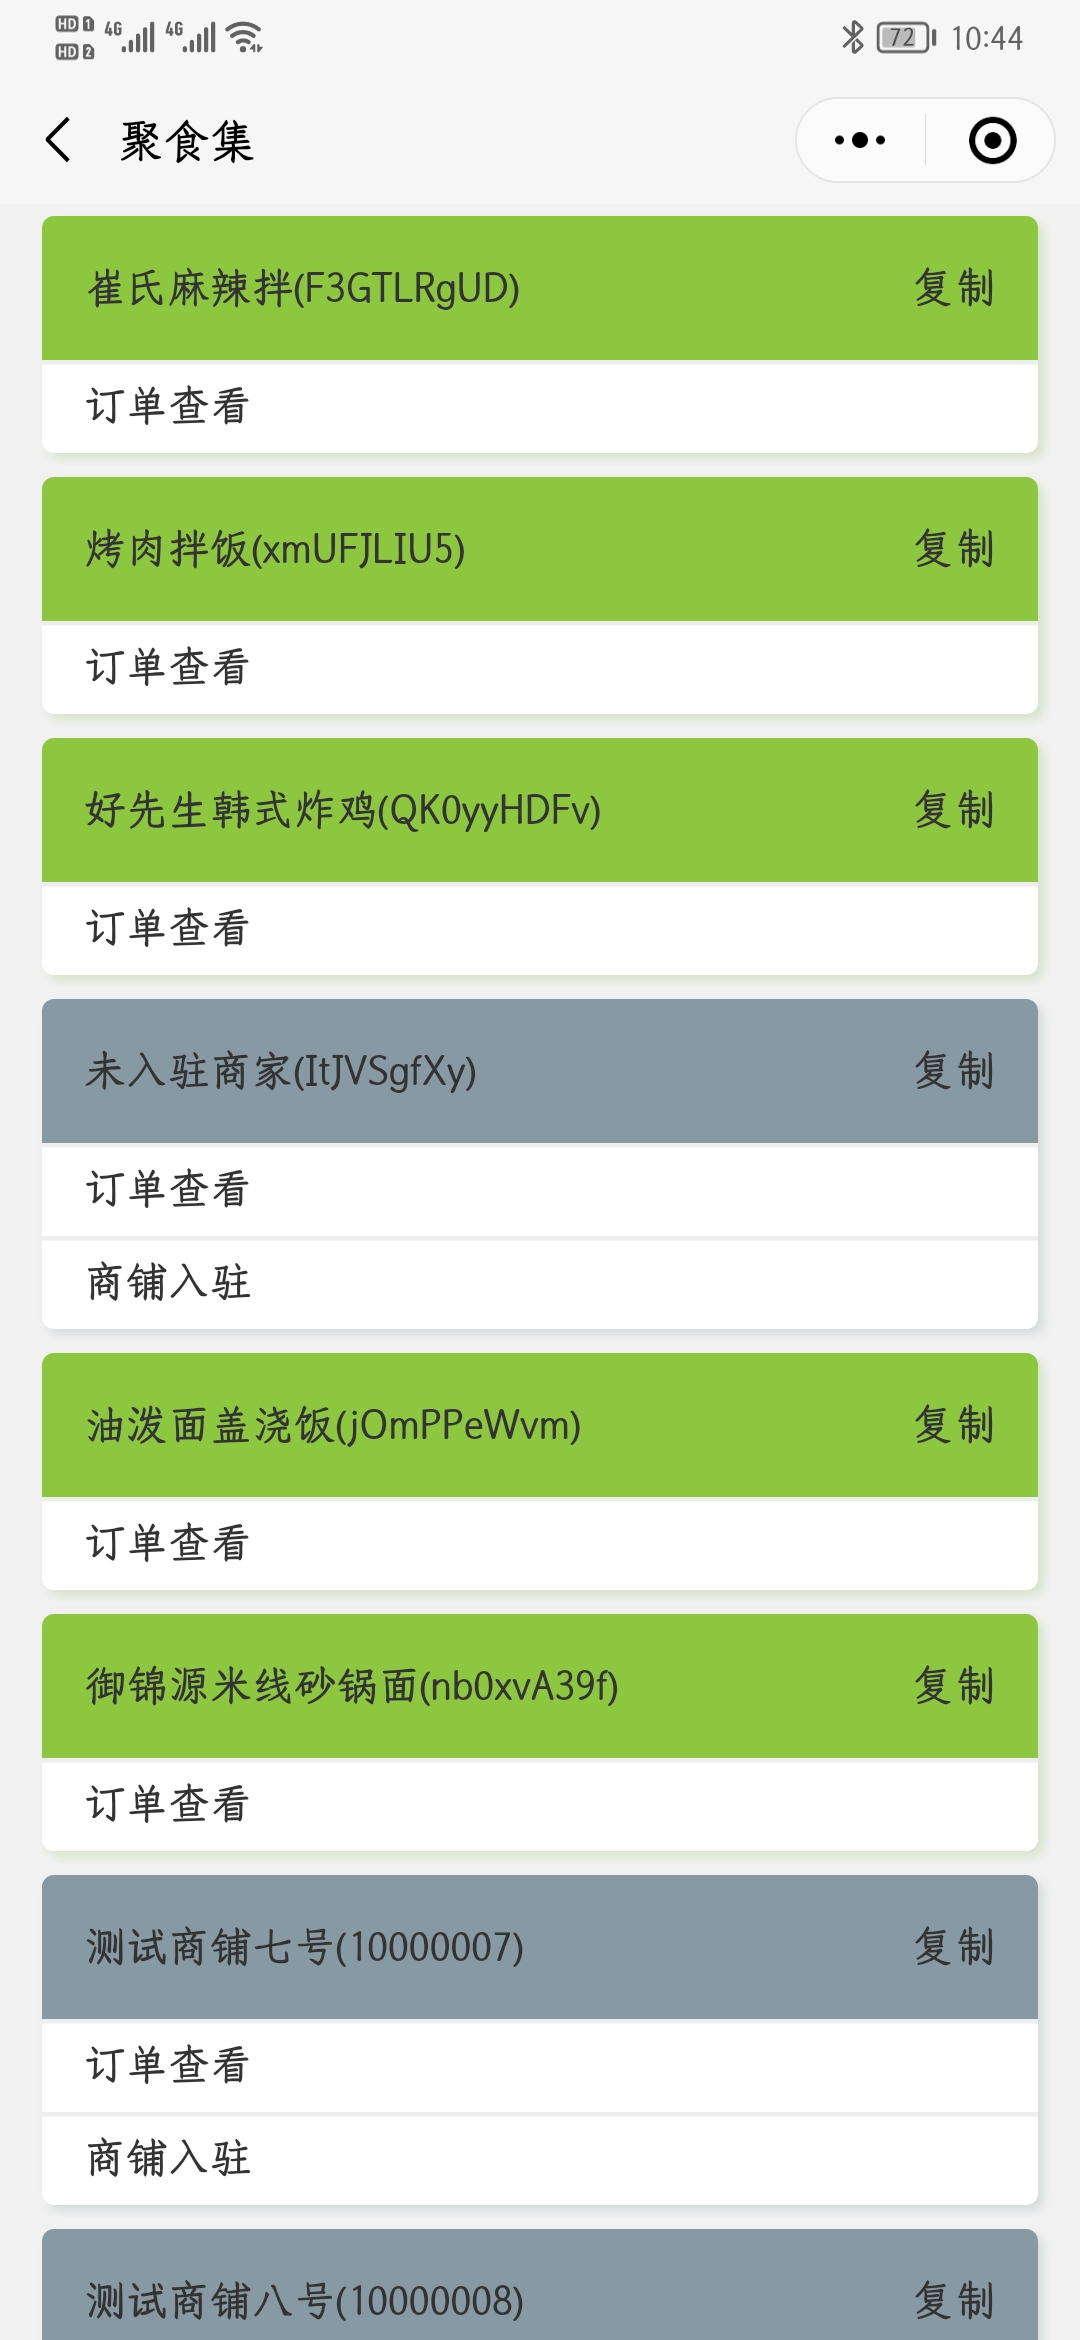 HD 1 4G 4G 72 10:44
HD 2
聚食集
崔氏麻辣拌(F3GTLRgUD) 复制
订单查看
烤肉拌饭(xmUFJLIU5) 复制
订单查看
好先生韩式炸鸡(QK0yyHDFv) 复制
订单查看
未入驻商家(ItJVSgfXy) 复制
订单查看
商铺入驻
油泼面盖浇饭(jOmPPeWvm) 复制
订单查看
御锦源米线砂锅面(nb0xvA39f) 复制
订单查看
测试商铺七号(10000007) 复制
订单查看
商铺入驻
测试商铺八号(10000008) 复制